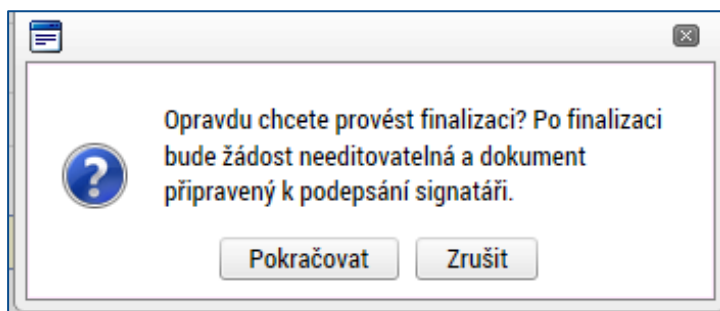 Opravdu chcete provést finalizaci? Po finalizaci
bude žádost needitovatelná a dokument
připravený k podepsání signatáři.
Pokračovat Zrušit